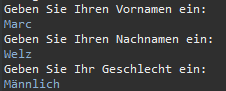 Geben Sie Ihren Vornamen ein:
Marc
Geben Sie Ihren Nachnamen ein:
Welz
Geben Sie Ihr Geschlecht ein:
Männlich